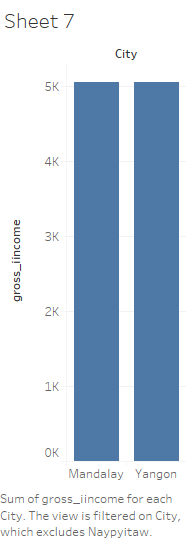 Sheet 7
City
5K
4K
3K
2K
1K
0K
gross_iincome
Mandalay Yangon
Sum of gross_iincome for each
City. The view is filtered on City,
which excludes Naypyitaw.